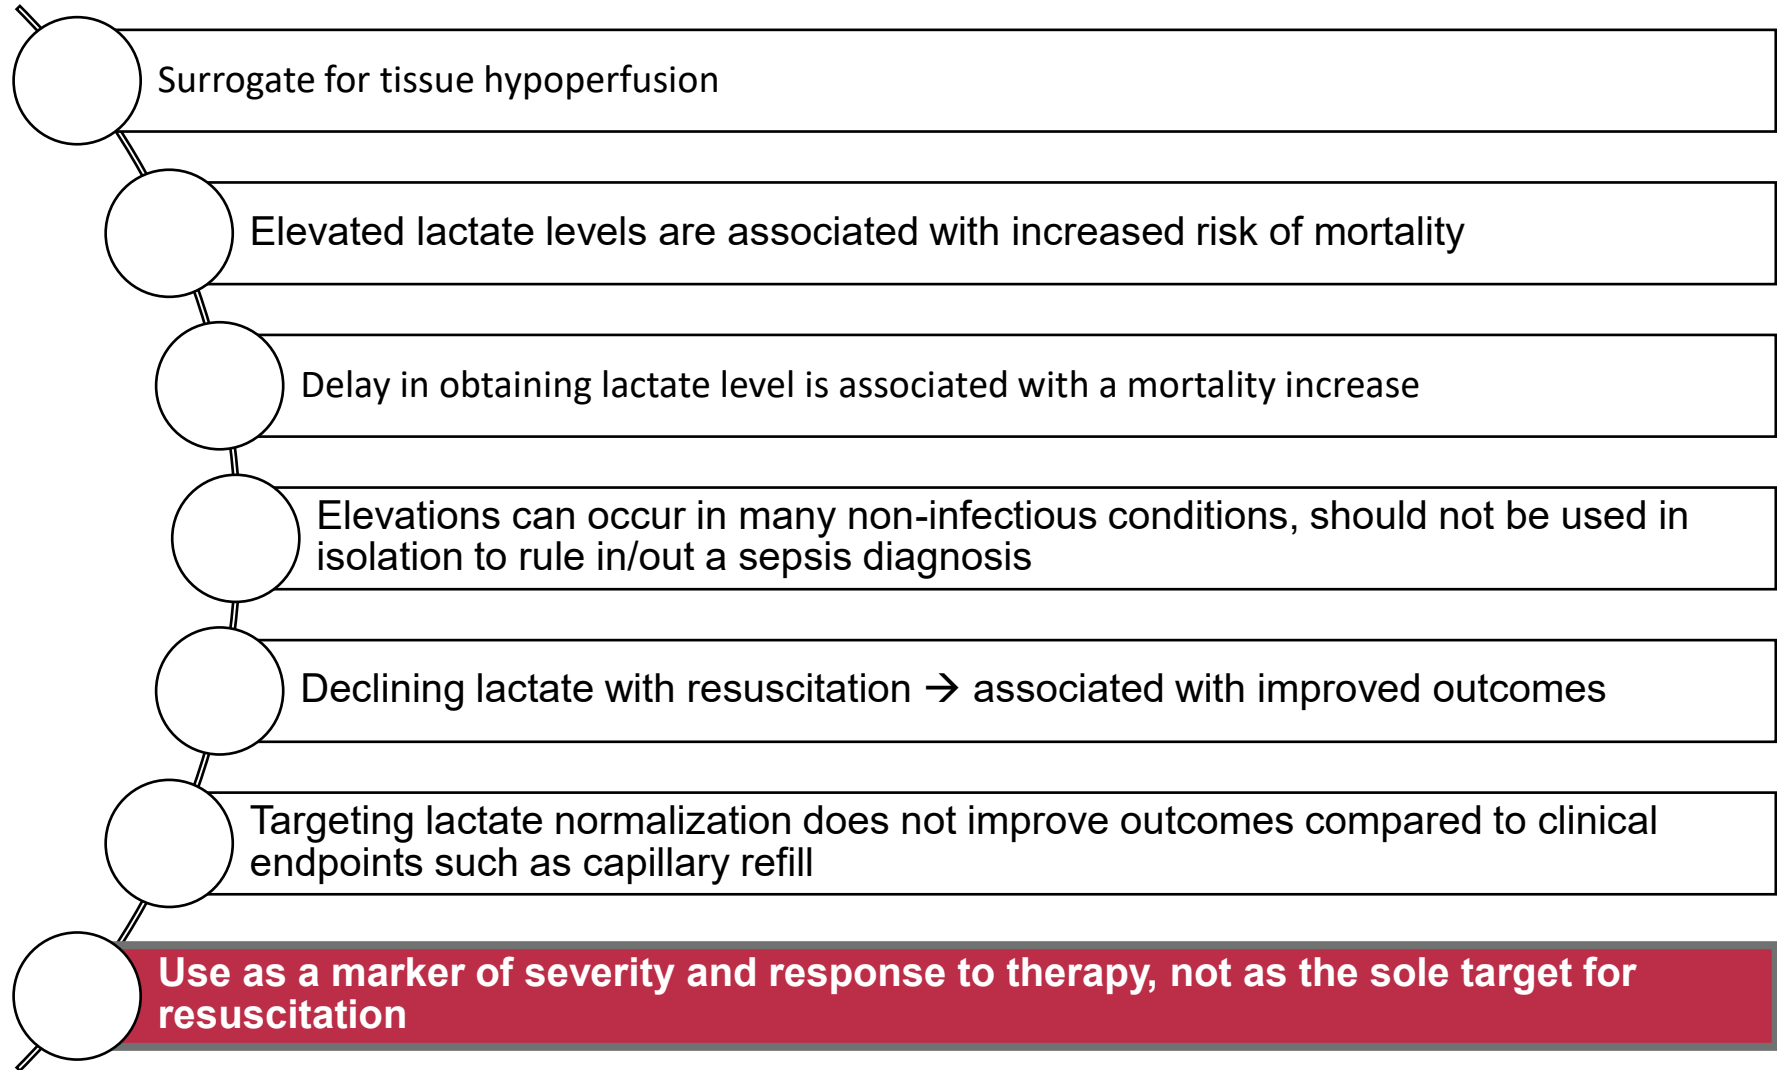 Surrogate for tissue hypoperfusion
Elevated lactate levels are associated with increased risk of mortality
Delay in obtaining lactate level is associated with a mortality increase
Elevations can occur in many non-infectious conditions, should not be used in
isolation to rule in/out a sepsis diagnosis
Declining lactate with resuscitation → associated with improved outcomes
Targeting lactate normalization does not improve outcomes compared to clinical
endpoints such as capillary refill
Use as a marker of severity and response to therapy, not as the sole target for
resuscitation